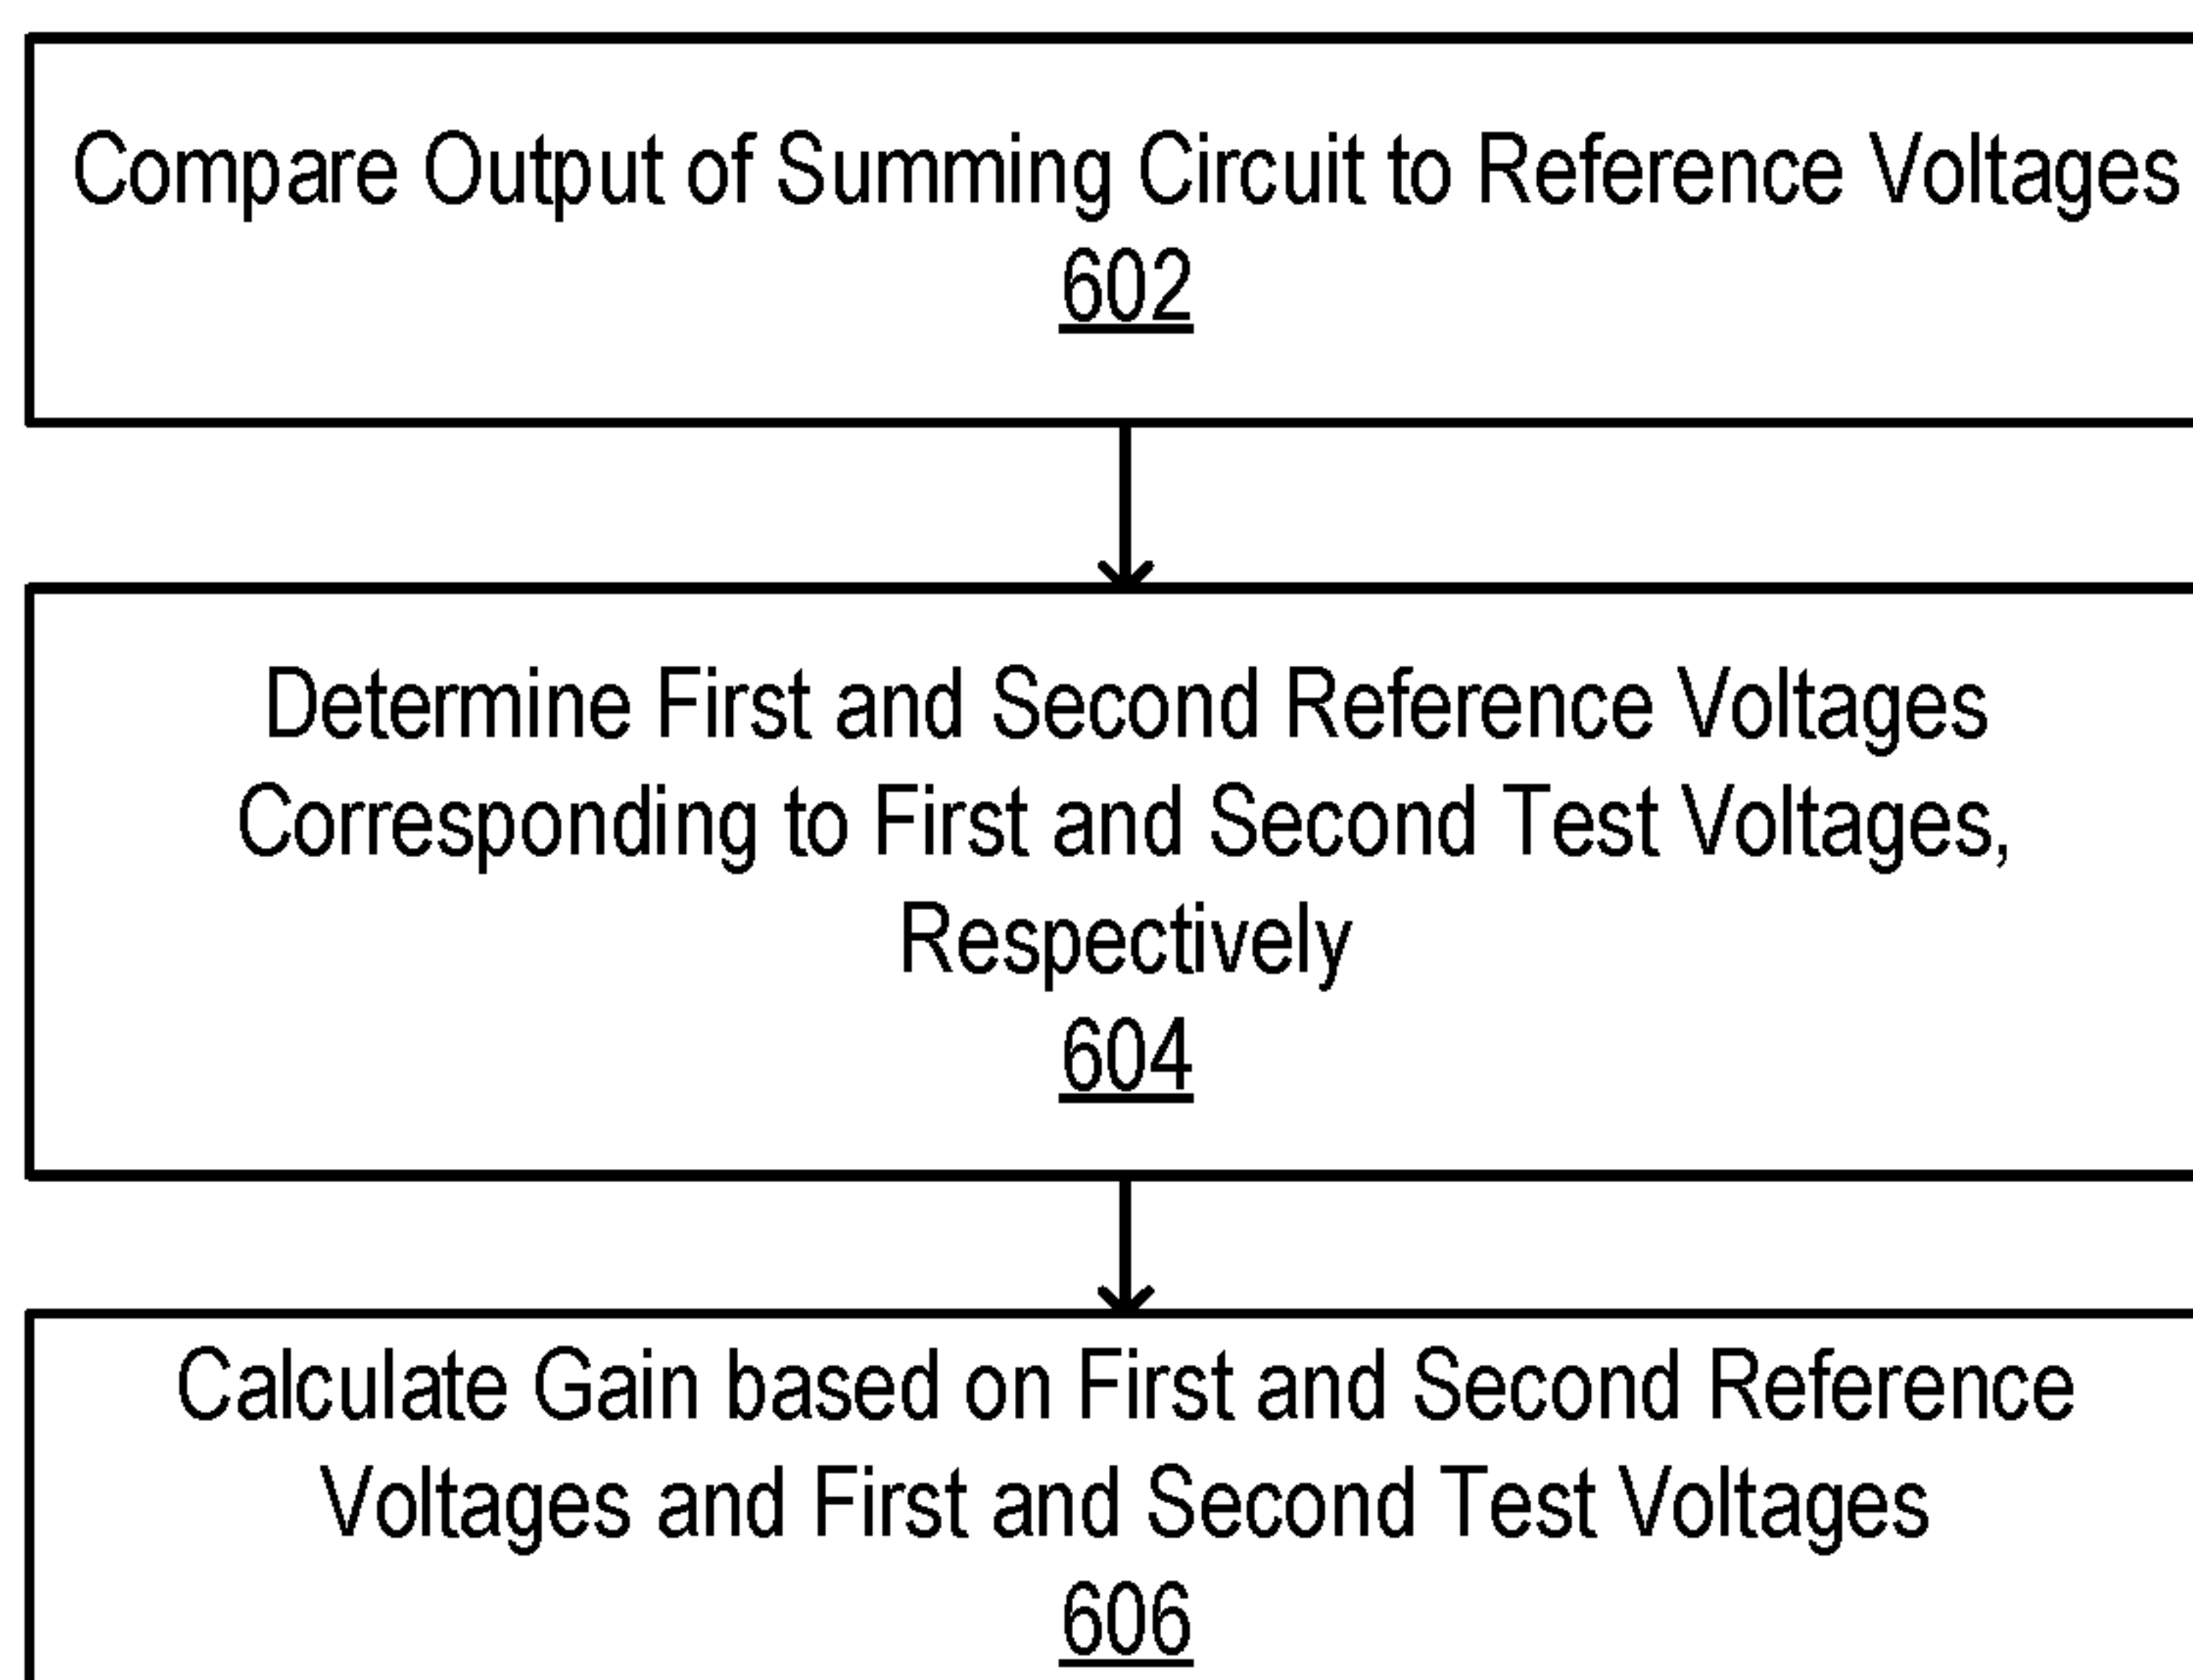 Compare Output of Summing Circuit to Reference Voltages
602
Determine First and Second Reference Voltages
Corresponding to First and Second Test Voltages,
Respectively
604
Calculate Gain based on First and Second Reference
Voltages and First and Second Test Voltages
606